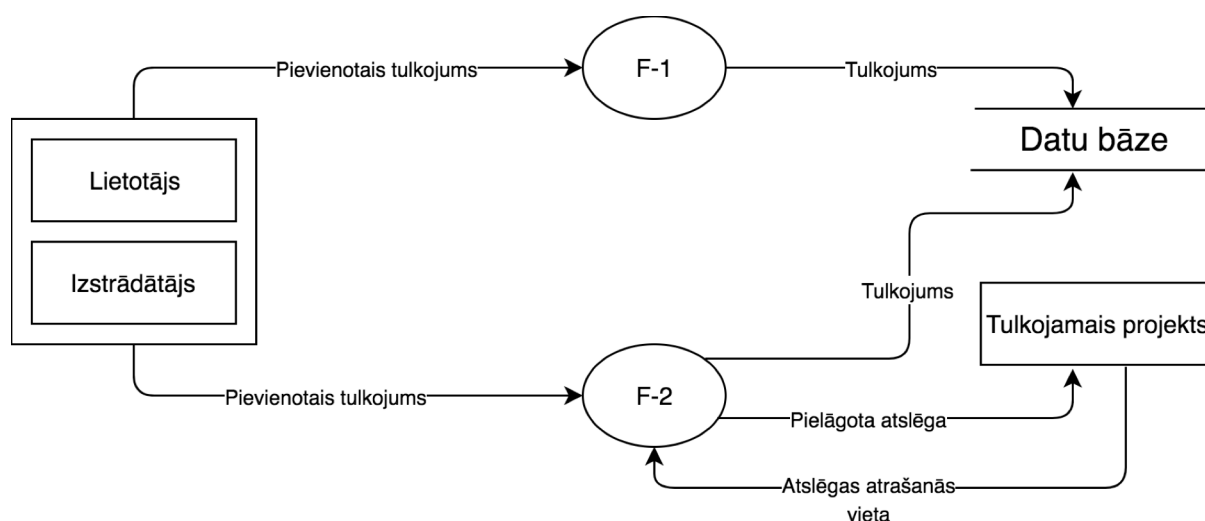 Pievienotais tulkojums
F-1
Tulkojums
Datu bāze
Lietotājs
Izstrādātājs
Tulkojums
Tulkojamais projekts
Pievienotais tulkojums
F-2
Pielāgota atslēga
Atslēgas atrašanās
vieta